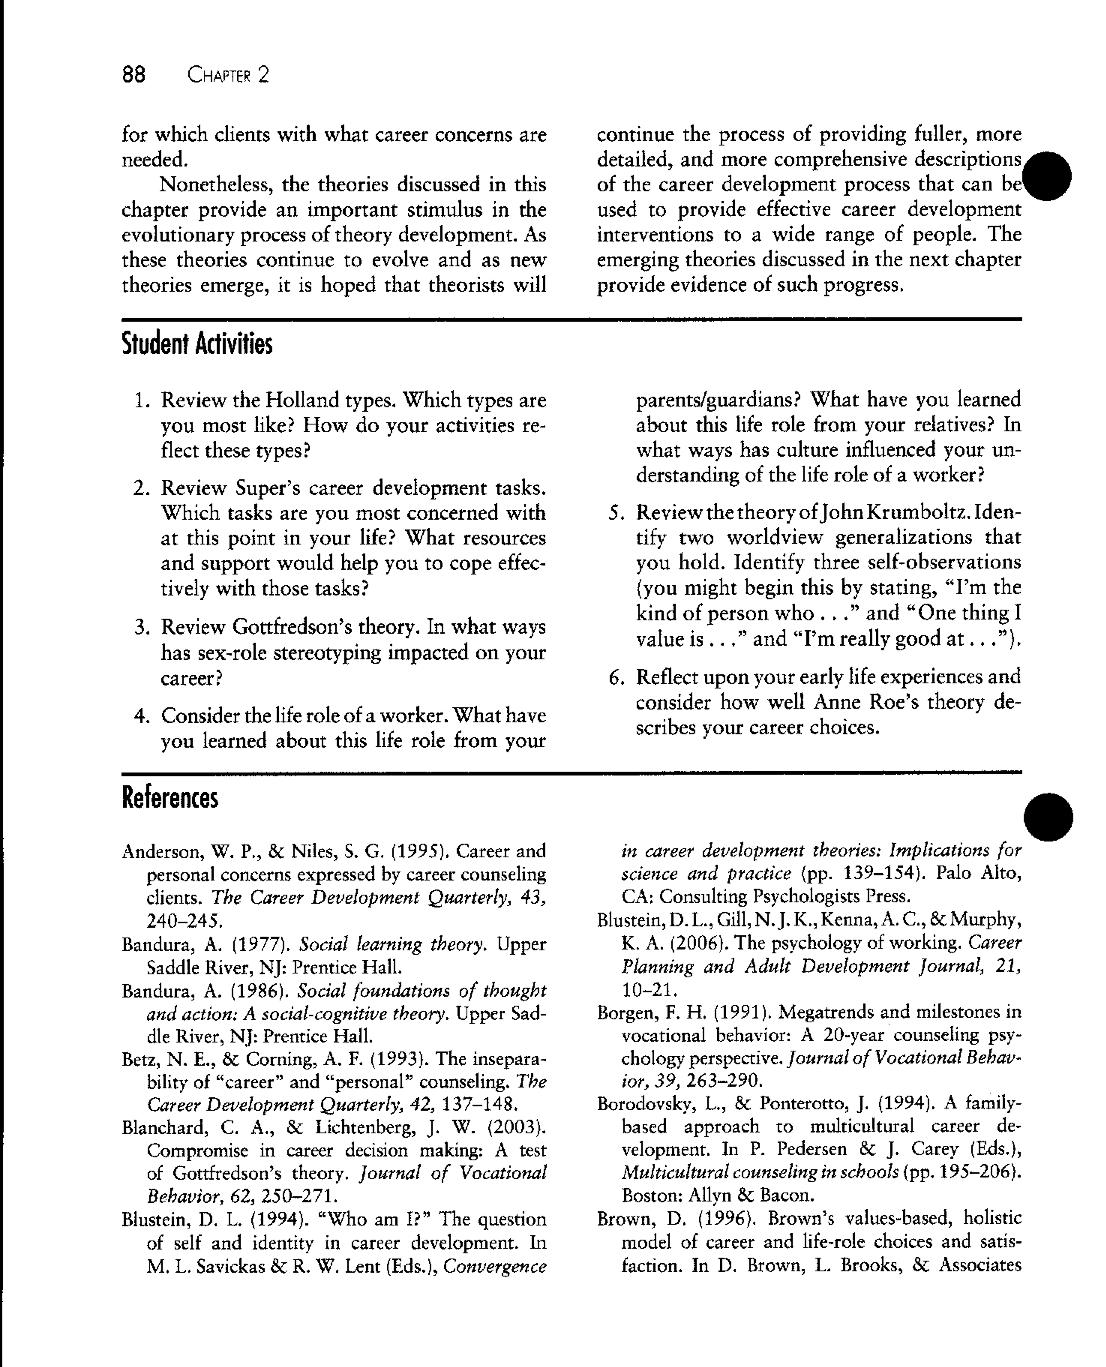 88 CHAPTER 2
for which clients with what career concerns are
needed.
Nonetheless, the theories discussed in this
chapter provide an important stimulus in the
evolutionary process of theory development. As
these theories continue to evolve and as new
theories emerge, it is hoped that theorists will
continue the process of providing fuller, more
detailed, and more comprehensive descriptions
of the career development process that can be
used to provide effective career development
interventions to a wide range of people. The
emerging theories discussed in the next chapter
provide evidence of such progress.
Student Activities
1. Review the Holland types. Which types are
you most like? How do your activities re-
flect these types?
2. Review Super's career development tasks.
Which tasks are you most concerned with
at this point in your life? What resources
and support would help you to cope effec-
tively with those tasks?
3. Review Gottfredson's theory. In what ways
has sex-role stereotyping impacted on your
career?
4. Consider the life role of a worker. What have
you learned about this life role from your
parents/guardians? What have you learned
about this life role from your relatives? In
what ways has culture influenced your un-
derstanding of the life role of a worker?
5. Review the theory of John Krumboltz. Iden-
tify two worldview generalizations that
you hold. Identify three self-observations
(you might begin this by stating, "I'm the
kind of person who . . ." and "One thing I
value is . . ." and "I'm really good at . . .").
6. Reflect upon your early life experiences and
consider how well Anne Roe's theory de-
scribes your career choices.
References
Anderson, W. P., & Niles, S. G. (1995). Career and
personal concerns expressed by career counseling
clients. The Career Development Quarterly, 43,
240–245.
Bandura, A. (1977). Social learning theory. Upper
Saddle River, NJ: Prentice Hall.
Bandura, A. (1986). Social foundations of thought
and action: A social-cognitive theory. Upper Sad-
dle River, NJ: Prentice Hall.
Betz, N. E., & Corning, A. F. (1993). The insepara-
bility of "career" and "personal" counseling. The
Career Development Quarterly, 42, 137–148.
Blanchard, C. A., & Lichtenberg, J. W. (2003).
Compromise in career decision making: A test
of Gottfredson's theory. Journal of Vocational
Behavior, 62, 250–271.
Blustein, D. L. (1994). "Who am I?" The question
of self and identity in career development. In
M. L. Savickas & R. W. Lent (Eds.), Convergence
in career development theories: Implications for
science and practice (pp. 139–154). Palo Alto,
CA: Consulting Psychologists Press.
Blustein, D. L., Gill, N. J. K., Kenna, A. C., & Murphy,
K. A. (2006). The psychology of working. Career
Planning and Adult Development Journal, 21,
10–21.
Borgen, F. H. (1991). Megatrends and milestones in
vocational behavior: A 20-year counseling psy-
chology perspective. Journal of Vocational Behav-
ior, 39, 263–290.
Borodovsky, L., & Ponterotto, J. (1994). A family-
based approach to multicultural career de-
velopment. In P. Pedersen & J. Carey (Eds.),
Multicultural counseling in schools (pp. 195–206).
Boston: Allyn & Bacon.
Brown, D. (1996). Brown's values-based, holistic
model of career and life-role choices and satis-
faction. In D. Brown, L. Brooks, & Associates